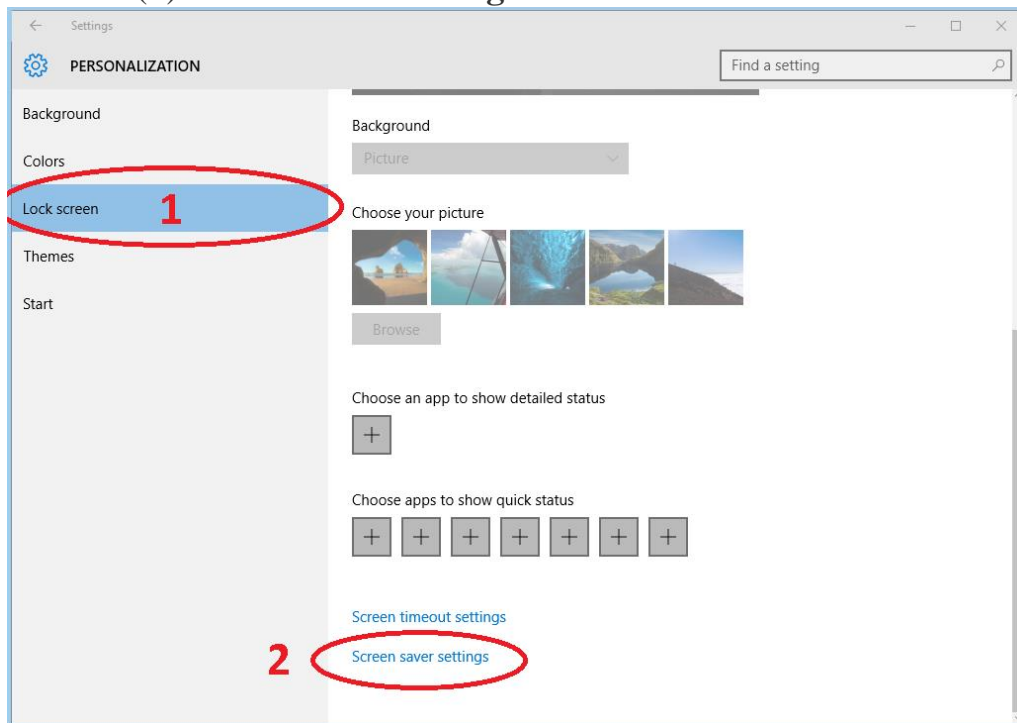 Settings
PERSONALIZATION
Find a setting
Background
Colors
Lock screen 1
Themes
Start
Background
Picture
Choose your picture
Browse
Choose an app to show detailed status
Choose apps to show quick status
Screen timeout settings
2 Screen saver settings